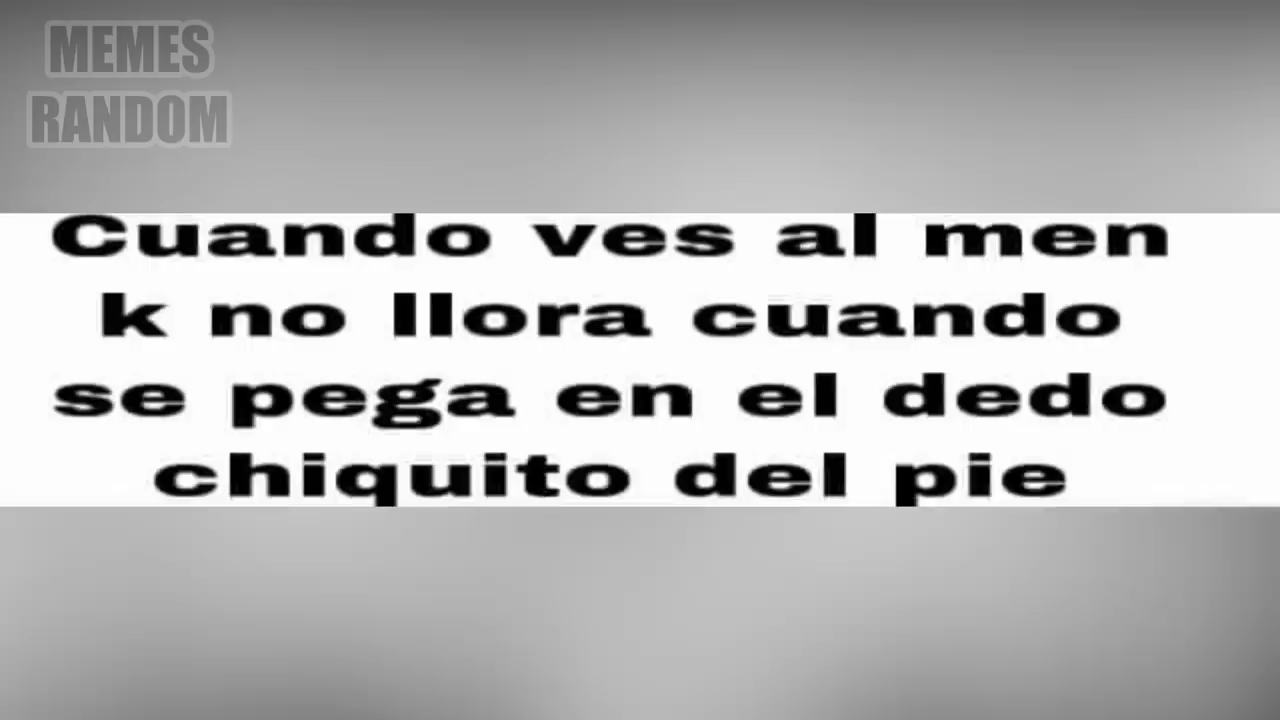 MEMES
RANDOM
Cuando ves al men
k no llora cuando
se pega en el dedo
chiquito del pie